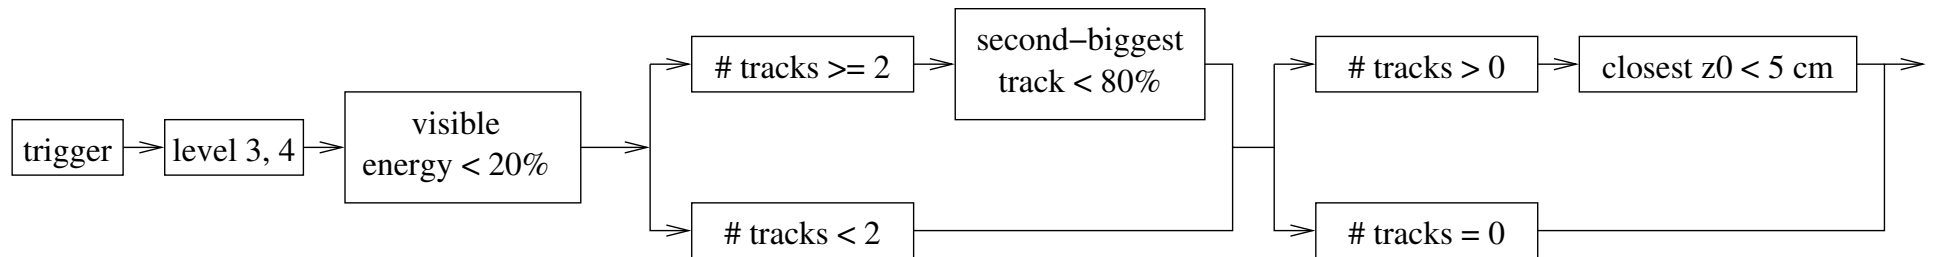 trigger
level 3, 4
visible
energy < 20%
# tracks >= 2
second−biggest
track < 80%
# tracks < 2
# tracks > 0
closest z0 < 5 cm
# tracks = 0